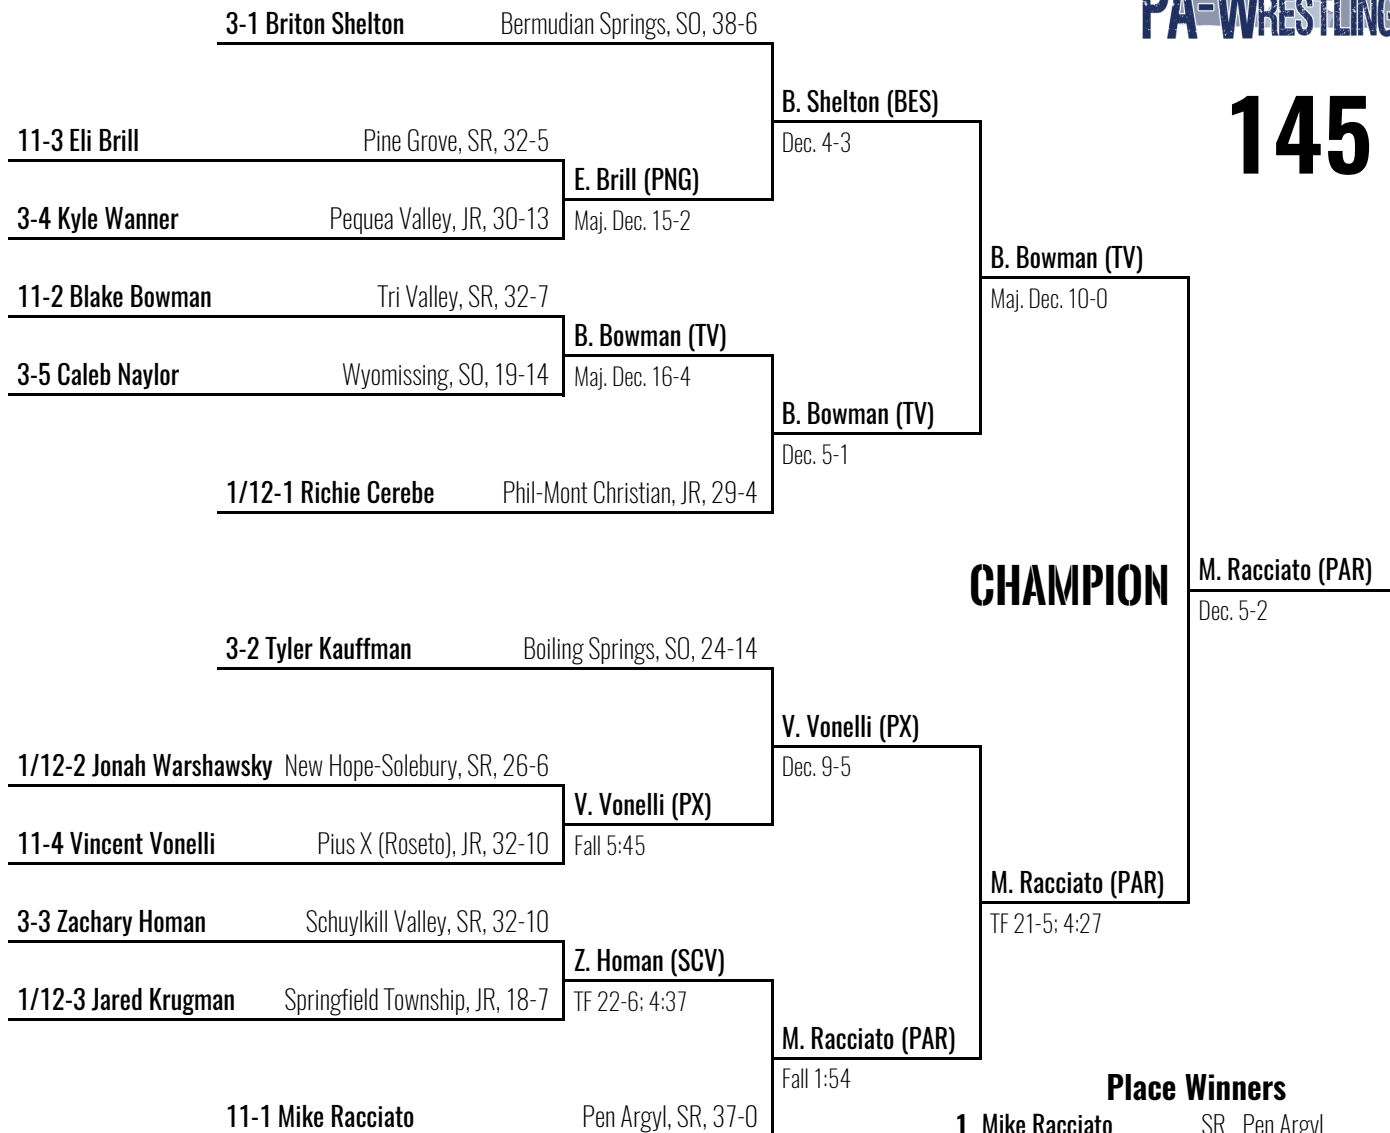 PA-WRESTLING
145
3-1 Briton Shelton Bermudian Springs, SO, 38-6
B. Shelton (BES)
Dec. 4-3
11-3 Eli Brill Pine Grove, SR, 32-5
E. Brill (PNG)
Maj. Dec. 15-2
3-4 Kyle Wanner Pequea Valley, JR, 30-13
B. Bowman (TV)
Maj. Dec. 10-0
11-2 Blake Bowman Tri Valley, SR, 32-7
B. Bowman (TV)
Maj. Dec. 16-4
3-5 Caleb Naylor Wyomissing, SO, 19-14
B. Bowman (TV)
Dec. 5-1
1/12-1 Richie Cerebe Phil-Mont Christian, JR, 29-4
CHAMPION
M. Racciato (PAR)
Dec. 5-2
3-2 Tyler Kauffman Boiling Springs, SO, 24-14
V. Vonelli (PX)
Dec. 9-5
1/12-2 Jonah Warshawsky New Hope-Solebury, SR, 26-6
V. Vonelli (PX)
Fall 5:45
11-4 Vincent Vonelli Pius X (Roseto), JR, 32-10
M. Racciato (PAR)
TF 21-5; 4:27
3-3 Zachary Homan Schuylkill Valley, SR, 32-10
Z. Homan (SCV)
TF 22-6; 4:37
1/12-3 Jared Krugman Springfield Township, JR, 18-7
M. Racciato (PAR)
Fall 1:54
11-1 Mike Racciato Pen Argyl, SR, 37-0
Place Winners
1 Mike Racciato SR Pen Argyl